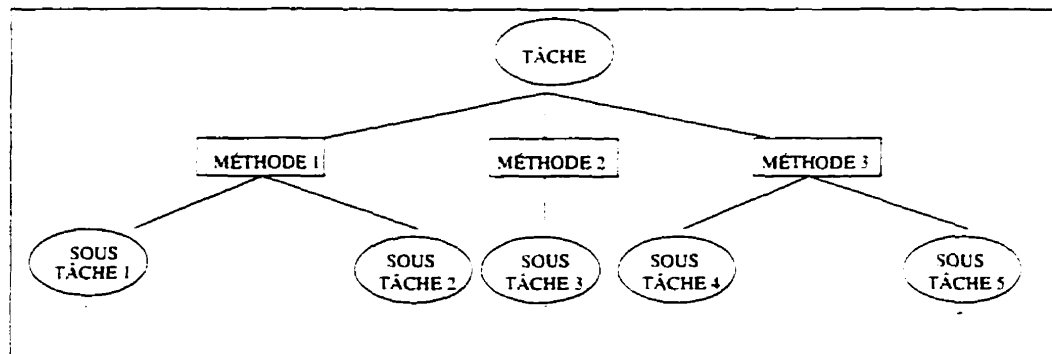 TÂCHE
MÉTHODE 1
MÉTHODE 2
MÉTHODE 3
SOUS
TÂCHE 1
SOUS
TÂCHE 2
SOUS
TÂCHE 3
SOUS
TÂCHE 4
SOUS
TÂCHE 5